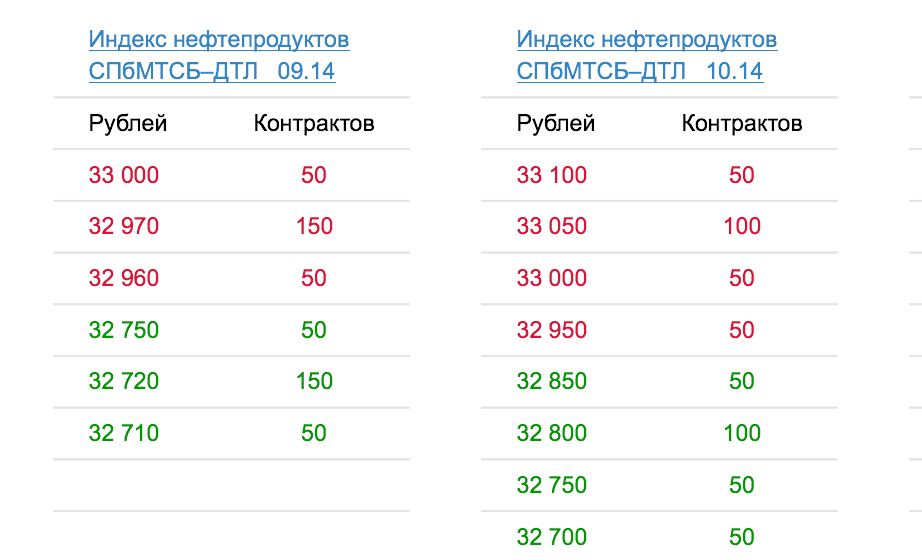 Индекс нефтепродуктов
СПбМТСБ–ДТЛ 09.14
Рублей Контрактов
33 000 50
32 970 150
32 960 50
32 750 50
32 720 150
32 710 50
Индекс нефтепродуктов
СПбМТСБ–ДТЛ 10.14
Рублей Контрактов
33 100 50
33 050 100
33 000 50
32 950 50
32 850 50
32 800 100
32 750 50
32 700 50